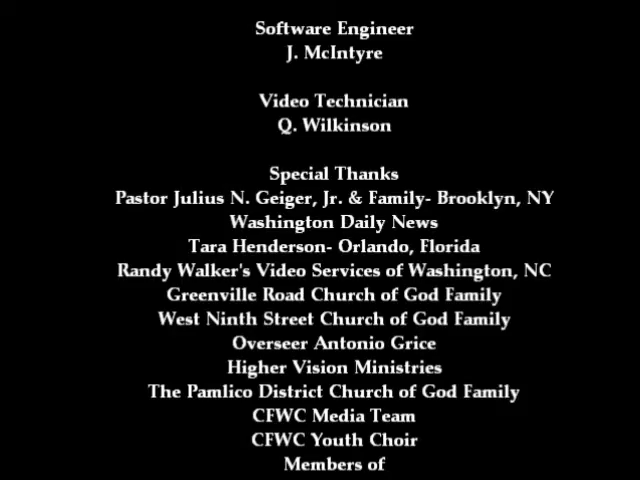 Software Engineer
J. McIntyre
Video Technician
Q. Wilkinson
Special Thanks
Pastor Julius N. Geiger, Jr. & Family- Brooklyn, NY
Washington Daily News
Tara Henderson- Orlando, Florida
Randy Walker's Video Services of Washington, NC
Greenville Road Church of God Family
West Ninth Street Church of God Family
Overseer Antonio Grice
Higher Vision Ministries
The Pamlico District Church of God Family
CFWC Media Team
CFWC Youth Choir
Members of